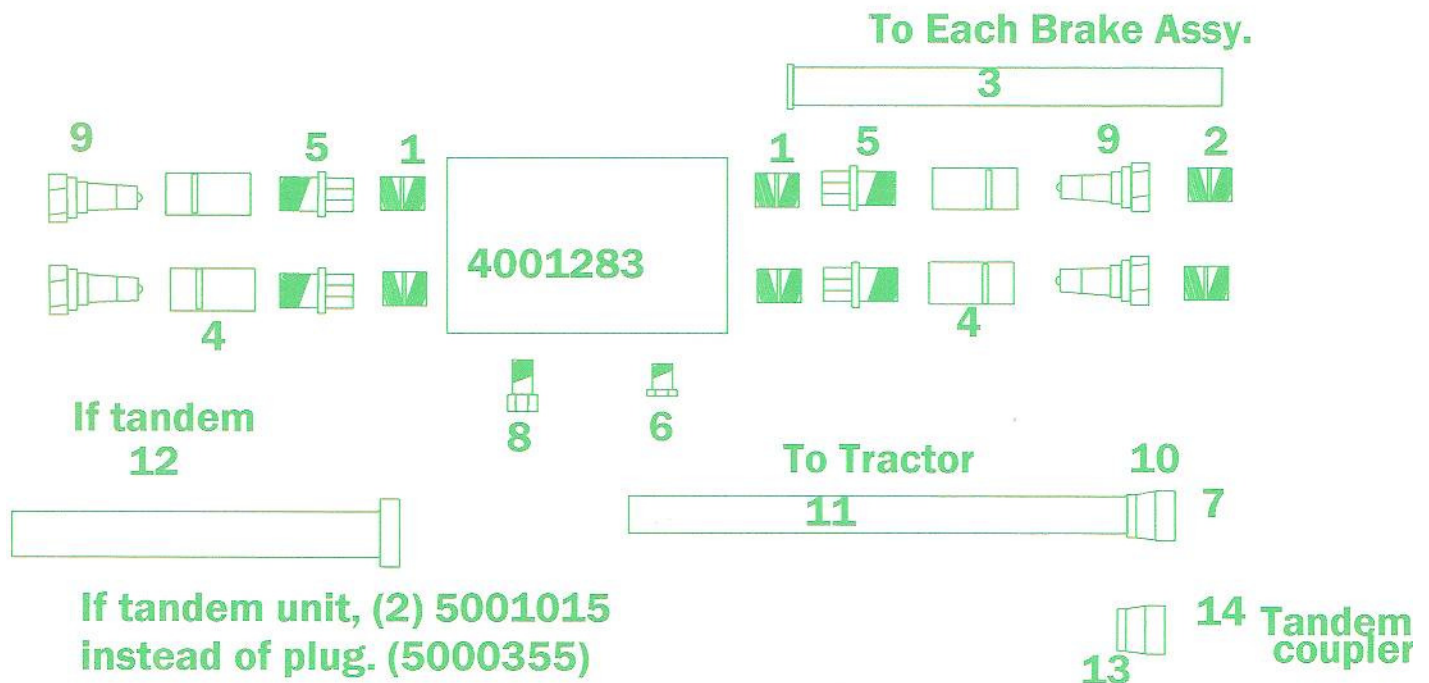 To Each Brake Assy.
3
9 5 1 1 5 9 2
4001283
4 4
8 6
If tandem
12
To Tractor 10
11 7
If tandem unit, (2) 5001015
instead of plug. (5000355)
14 Tandem
coupler
13